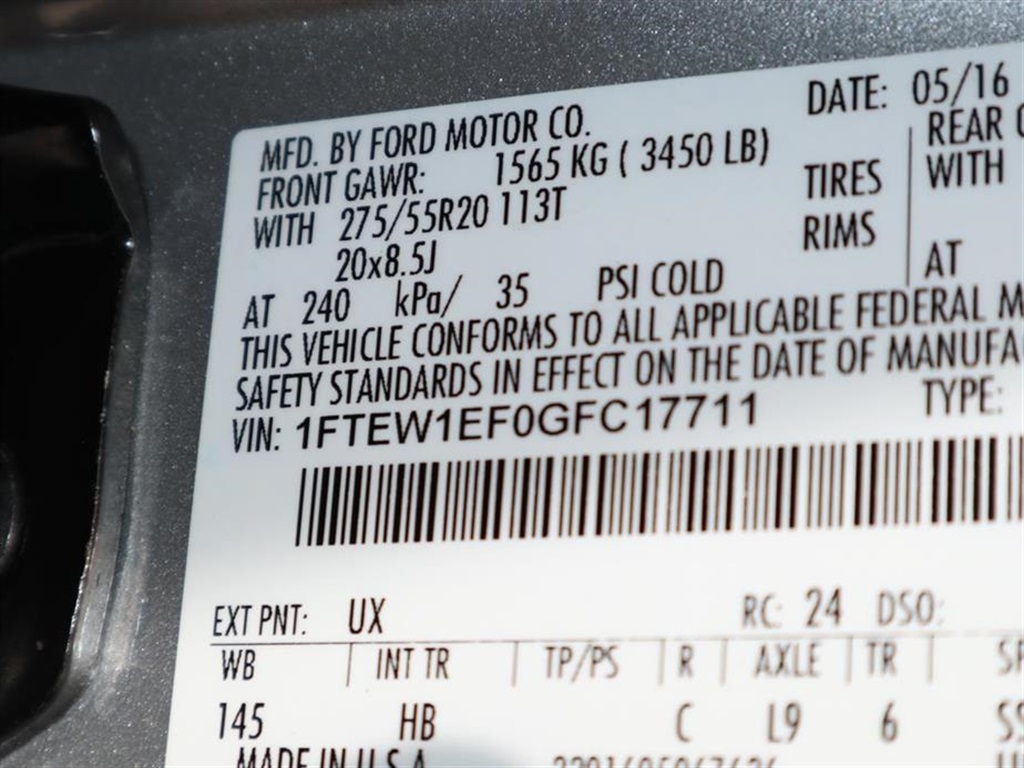 MFD. BY FORD MOTOR CO. DATE: 05/16
FRONT GAWR: 1565 KG ( 3450 LB) REAR
WITH 275/55R20 113T TIRES WITH
20x8.5J RIMS
AT 240 kPa/ 35 PSI COLD AT
THIS VEHICLE CONFORMS TO ALL APPLICABLE FEDERAL M
SAFETY STANDARDS IN EFFECT ON THE DATE OF MANUFA
VIN: 1FTEW1EF0GFC17711 TYPE:
EXT PNT: UX RC: 24 DSO:
WB INT TR TP/PS R AXLE TR
145 HB C L9 6
MADE IN U.S.A.